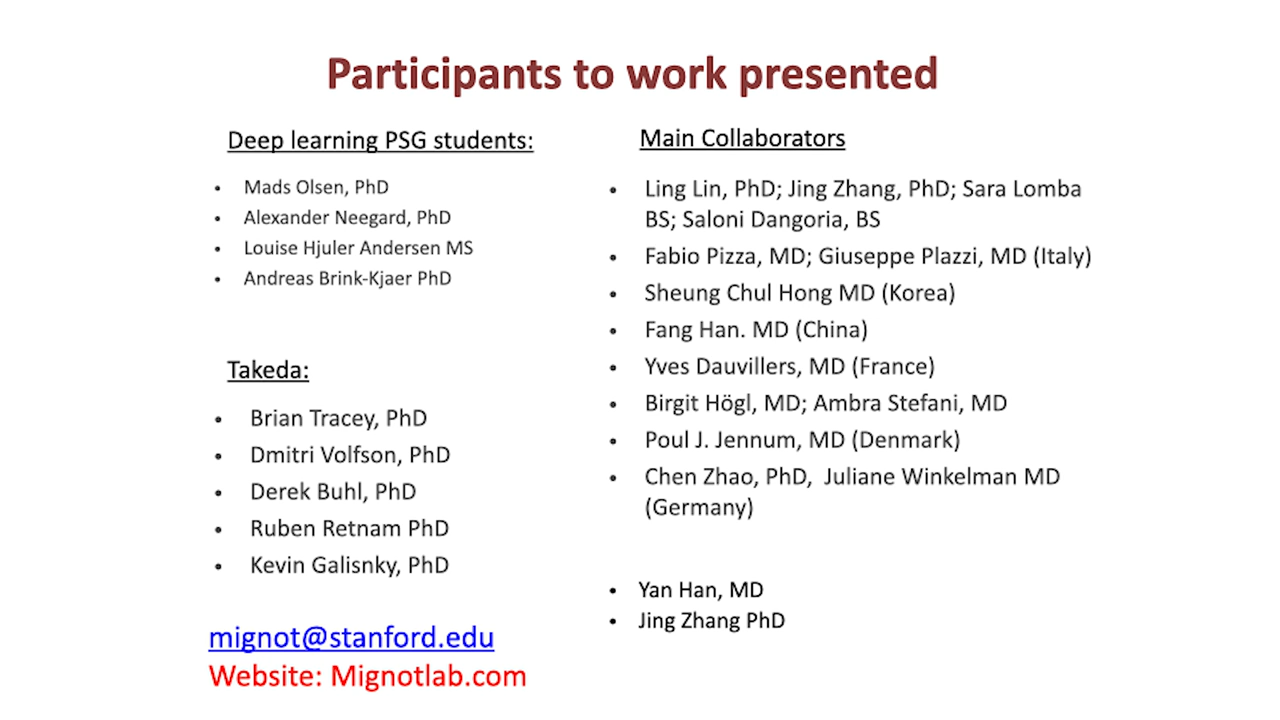 Participants to work presented
Deep learning PSG students:
• Mads Olsen, PhD
• Alexander Neegard, PhD
• Louise Hjuler Andersen MS
• Andreas Brink-Kjaer PhD
Takeda:
• Brian Tracey, PhD
• Dmitri Volfson, PhD
• Derek Buhl, PhD
• Ruben Retnam PhD
• Kevin Galisnky, PhD
mignot@stanford.edu
Website: Mignotlab.com
Main Collaborators
• Ling Lin, PhD; Jing Zhang, PhD; Sara Lomba
BS; Saloni Dangoria, BS
• Fabio Pizza, MD; Giuseppe Plazzi, MD (Italy)
• Sheung Chul Hong MD (Korea)
• Fang Han. MD (China)
• Yves Dauvillers, MD (France)
• Birgit Högl, MD; Ambra Stefani, MD
• Poul J. Jennum, MD (Denmark)
• Chen Zhao, PhD, Juliane Winkelman MD
(Germany)
• Yan Han, MD
• Jing Zhang PhD